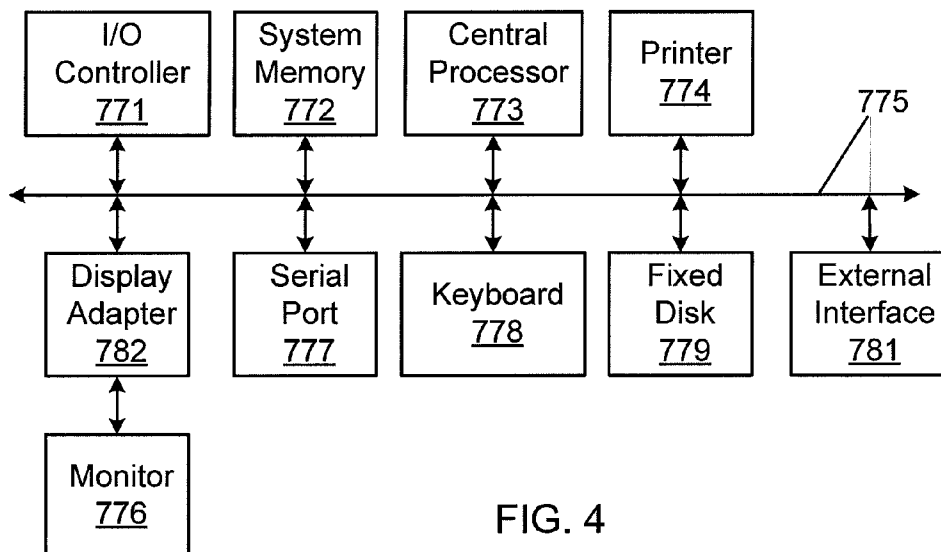 I/O
Controller
771
System
Memory
772
Central
Processor
773
Printer
774
775
Display
Adapter
782
Serial
Port
777
Keyboard
778
Fixed
Disk
779
External
Interface
781
Monitor
776
FIG. 4